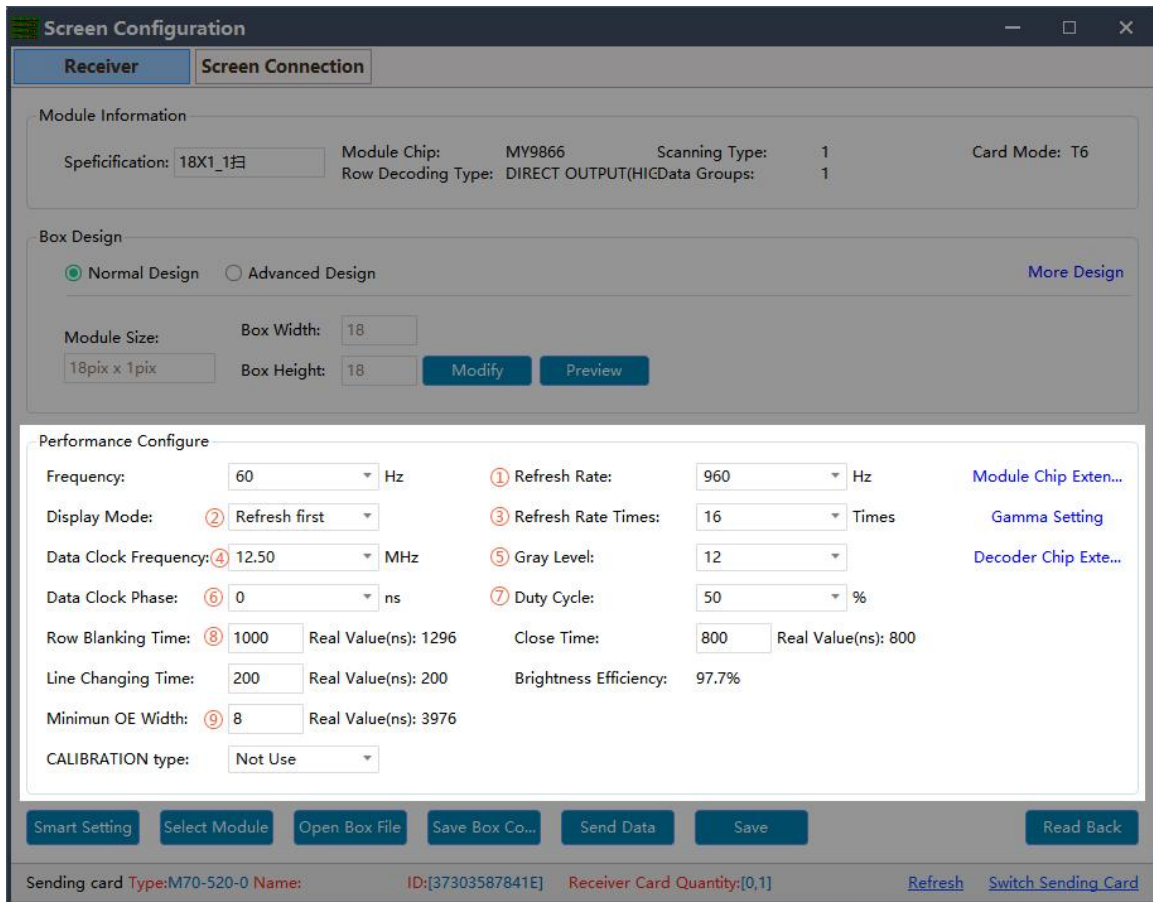 Screen Configuration
Receiver Screen Connection
Module Information
Speficification: 18X1_1扫 Module Chip: MY9866 Scanning Type: 1 Card Mode: T6
Row Decoding Type: DIRECT OUTPUT(HIGData Groups: 1
Box Design
Normal Design Advanced Design More Design
Module Size: Box Width: 18
18pix x 1pix Box Height: 18 Modify Preview
Performance Configure
Frequency: 60 Hz ① Refresh Rate: 960 Hz Module Chip Exten...
Display Mode: ② Refresh first ③ Refresh Rate Times: 16 Times Gamma Setting
Data Clock Frequency: ④ 12.50 MHz ⑤ Gray Level: 12 Decoder Chip Exte...
Data Clock Phase: ⑥ 0 ns ⑦ Duty Cycle: 50 %
Row Blanking Time: ⑧ 1000 Real Value(ns): 1296 Close Time: 800 Real Value(ns): 800
Line Changing Time: 200 Real Value(ns): 200 Brightness Efficiency: 97.7%
Minimun OE Width: ⑨ 8 Real Value(ns): 3976
CALIBRATION type: Not Use
Smart Setting Select Module Open Box File Save Box Co... Send Data Save Read Back
Sending card Type:M70-520-0 Name: ID:[37303587841E] Receiver Card Quantity:[0,1] Refresh Switch Sending Card